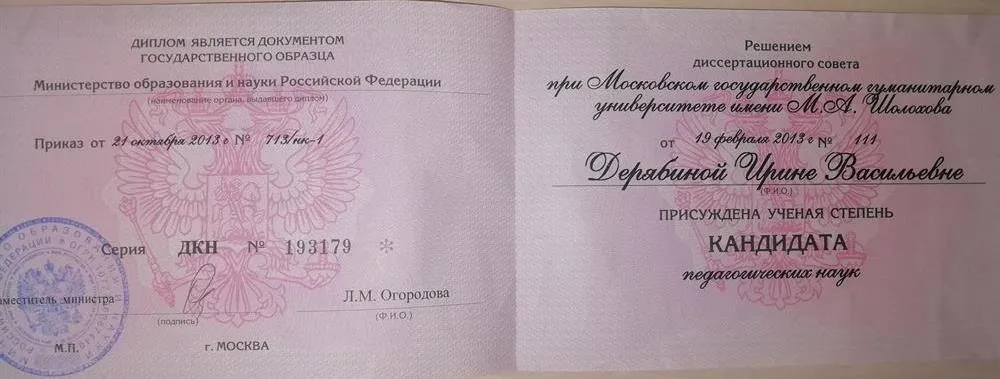 ДИПЛОМ ЯВЛЯЕТСЯ ДОКУМЕНТОМ
ГОСУДАРСТВЕННОГО ОБРАЗЦА
Министерство образования и науки Российской Федерации
(наименование органа, выдавшего диплом)
Приказ от 21 октября 2013 г № 713/нк-1
Серия ДКН № 193179 *
аместитель министра
(подпись)
Л.М. Огородова
(Ф.И.О.)
М.П.
г. МОСКВА
Решением
диссертационного совета
при Московском государственном гуманитарном
университете имени М.А. Шолохова
от 19 февраля 2013 г № 111
Дерябиной Ирине Васильевне
(Ф.И.О.)
ПРИСУЖДЕНА УЧЕНАЯ СТЕПЕНЬ
КАНДИДАТА
педагогических наук